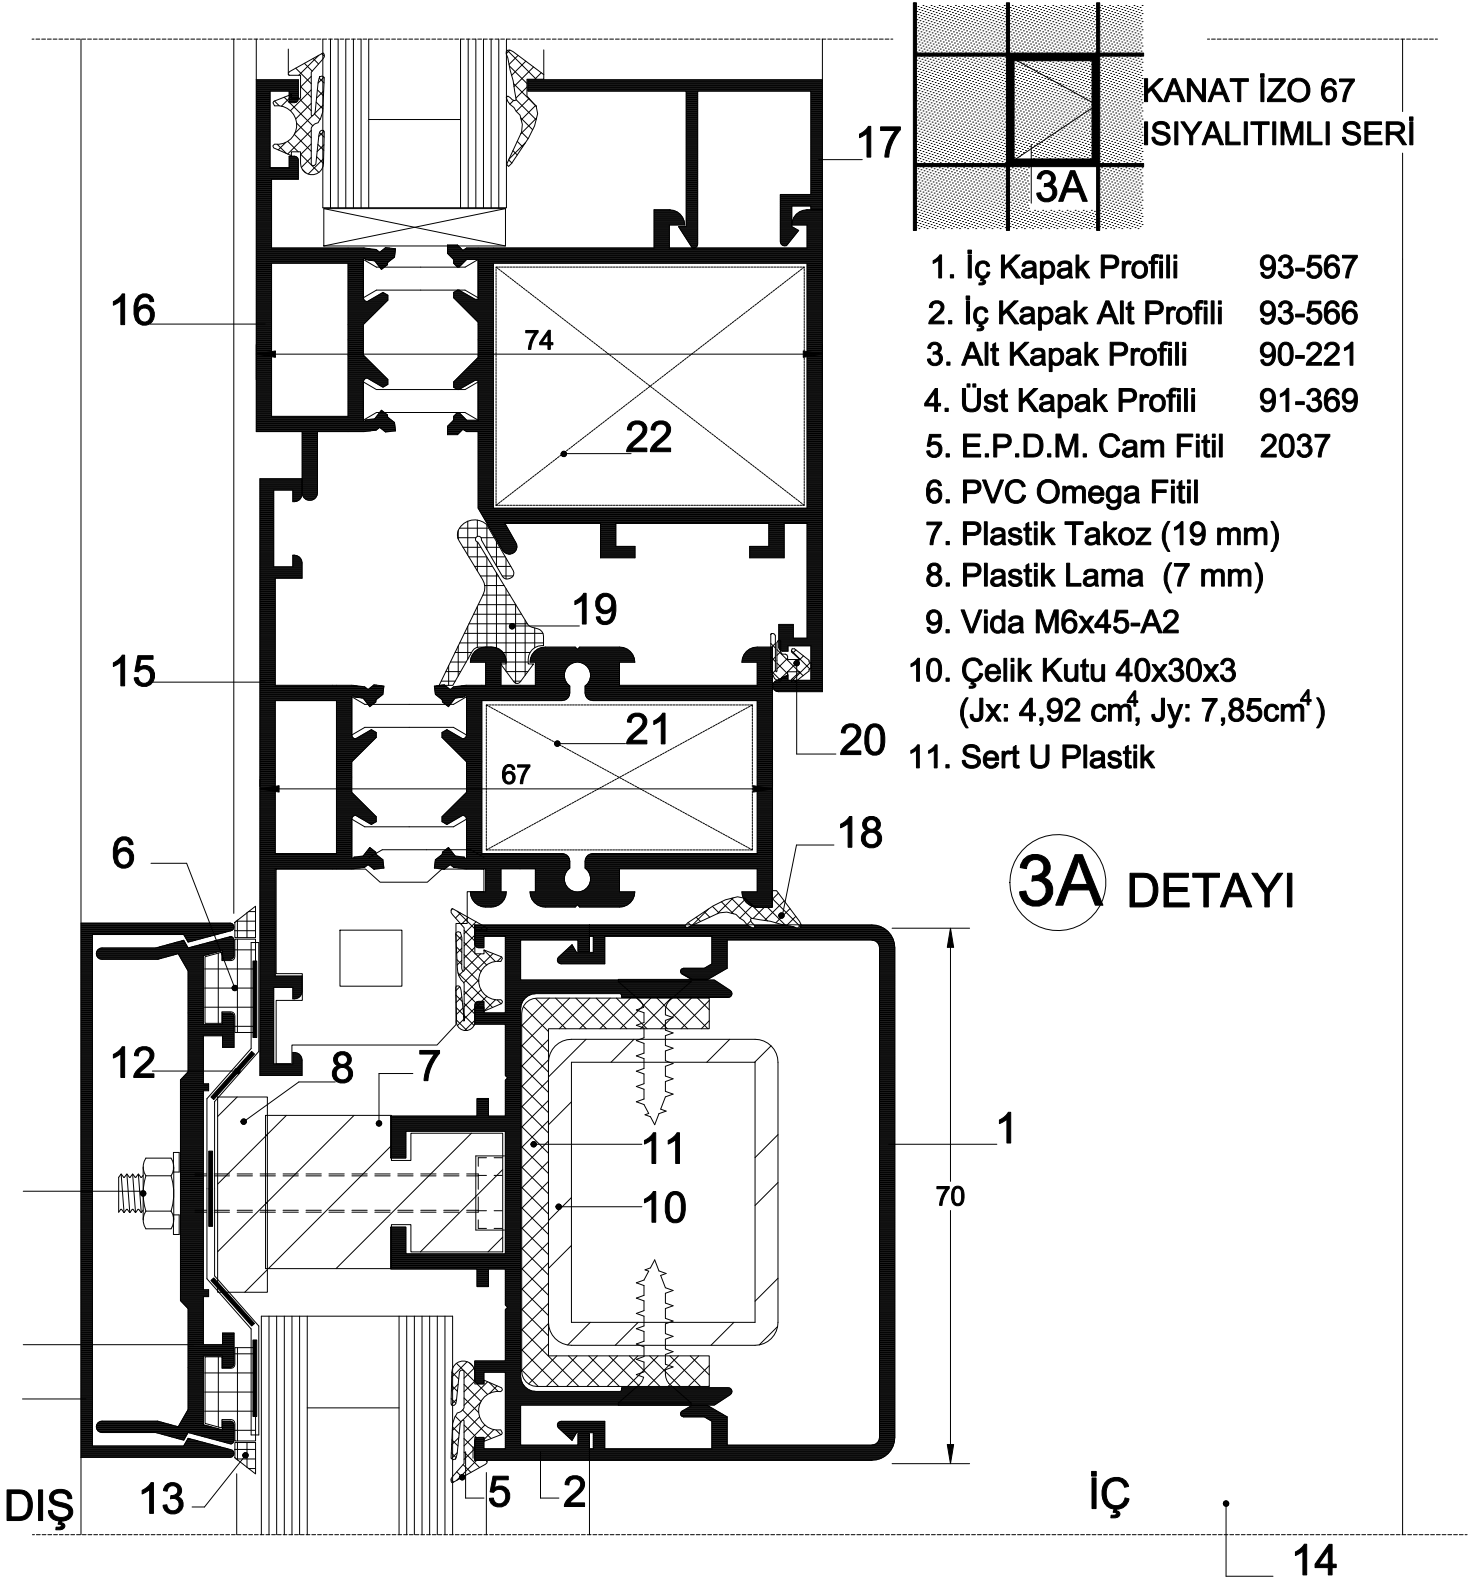 KANAT İZO 67
ISIYALITIMLI SERİ
3A
1. İç Kapak Profili 93-567
2. İç Kapak Alt Profili 93-566
3. Alt Kapak Profili 90-221
4. Üst Kapak Profili 91-369
5. E.P.D.M. Cam Fitil 2037
6. PVC Omega Fitil
7. Plastik Takoz (19 mm)
8. Plastik Lama (7 mm)
9. Vida M6x45-A2
10. Çelik Kutu 40x30x3
(Jx: 4,92 cm⁴, Jy: 7,85cm⁴)
11. Sert U Plastik
3A DETAYI
17
16
74
22
19
15
21
20
67
6
18
12
8
7
11
1
10
70
13
5
2
DIŞ
İÇ
14